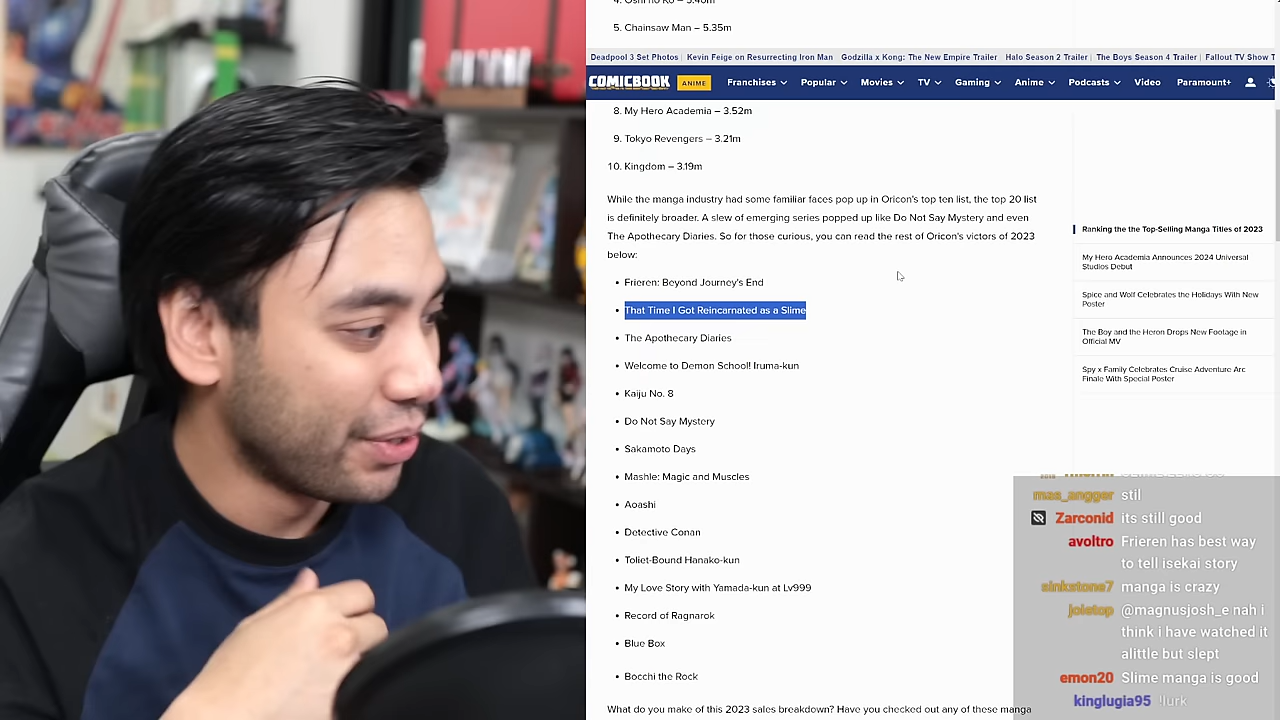 5. Chainsaw Man – 5.35m
Deadpool 3 Set Photos | Kevin Feige on Resurrecting Iron Man Godzilla x Kong: The New Empire Trailer Halo Season 2 Trailer | The Boys Season 4 Trailer | Fallout TV Show T
COMICBOOK ANIME Franchises Popular Movies TV Gaming Anime Podcasts Video Paramount+
8. My Hero Academia – 3.52m
9. Tokyo Revengers – 3.21m
10. Kingdom – 3.19m
While the manga industry had some familiar faces pop up in Oricon's top ten list, the top 20 list
is definitely broader. A slew of emerging series popped up like Do Not Say Mystery and even
The Apothecary Diaries. So for those curious, you can read the rest of Oricon's victors of 2023
below:
• Frieren: Beyond Journey's End
• That Time I Got Reincarnated as a Slime
• The Apothecary Diaries
• Welcome to Demon School! Iruma-kun
• Kaiju No. 8
• Do Not Say Mystery
• Sakamoto Days
• Mashle: Magic and Muscles
• Aoashi
• Detective Conan
• Toliet-Bound Hanako-kun
• My Love Story with Yamada-kun at Lv999
• Record of Ragnarok
• Blue Box
• Bocchi the Rock
What do you make of this 2023 sales breakdown? Have you checked out any of these manga
Ranking the the Top-Selling Manga Titles of 2023
My Hero Academia Announces 2024 Universal
Studios Debut
Spice and Wolf Celebrates the Holidays With New
Poster
The Boy and the Heron Drops New Footage in
Official MV
Spy x Family Celebrates Cruise Adventure Arc
Finale With Special Poster
mas_angger stil
Zarconid its still good
avoltro Frieren has best way
to tell isekai story
sinkstone7 manga is crazy
joietop @magnusjosh_e nah i
think i have watched it
alittle but slept
emon20 Slime manga is good
kinglugia95 !lurk